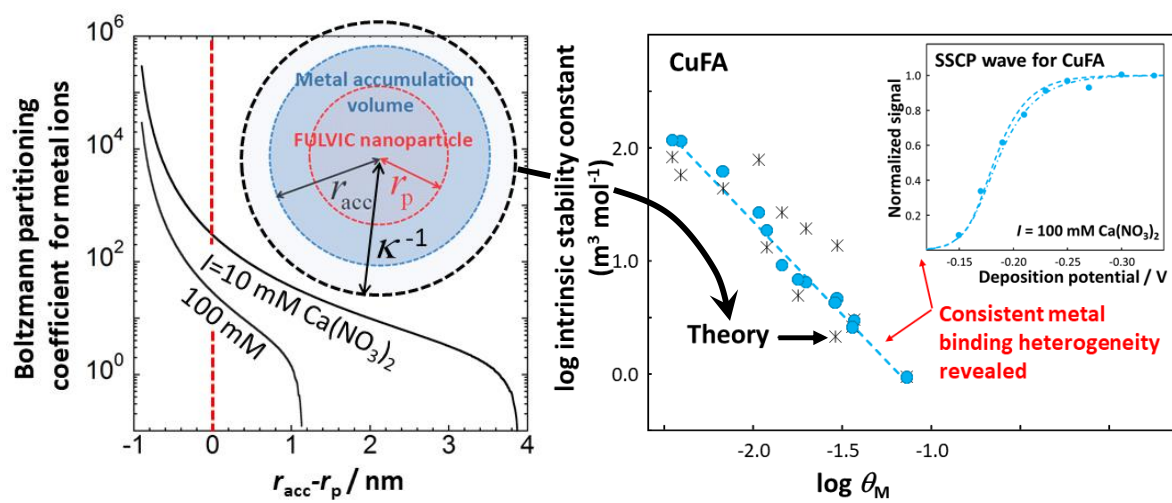 Boltzmann partitioning
coefficient for metal ions
10⁶
10⁴
10²
10⁰
-1
0
1
2
3
4
r_acc-r_p / nm
I=10 mM Ca(NO₃)₂
100 mM
Metal accumulation
volume
FULVIC nanoparticle
r_acc
r_p
κ⁻¹
log intrinsic stability constant
(m³ mol⁻¹)
CuFA
2.0
1.0
0.0
-2.0
-1.5
-1.0
log θ_M
Theory
SSCP wave for CuFA
Normalized signal
1.0
0.8
0.6
0.4
0.2
I = 100 mM Ca(NO₃)₂
-0.15
-0.20
-0.25
-0.30
Deposition potential / V
Consistent metal
binding heterogeneity
revealed